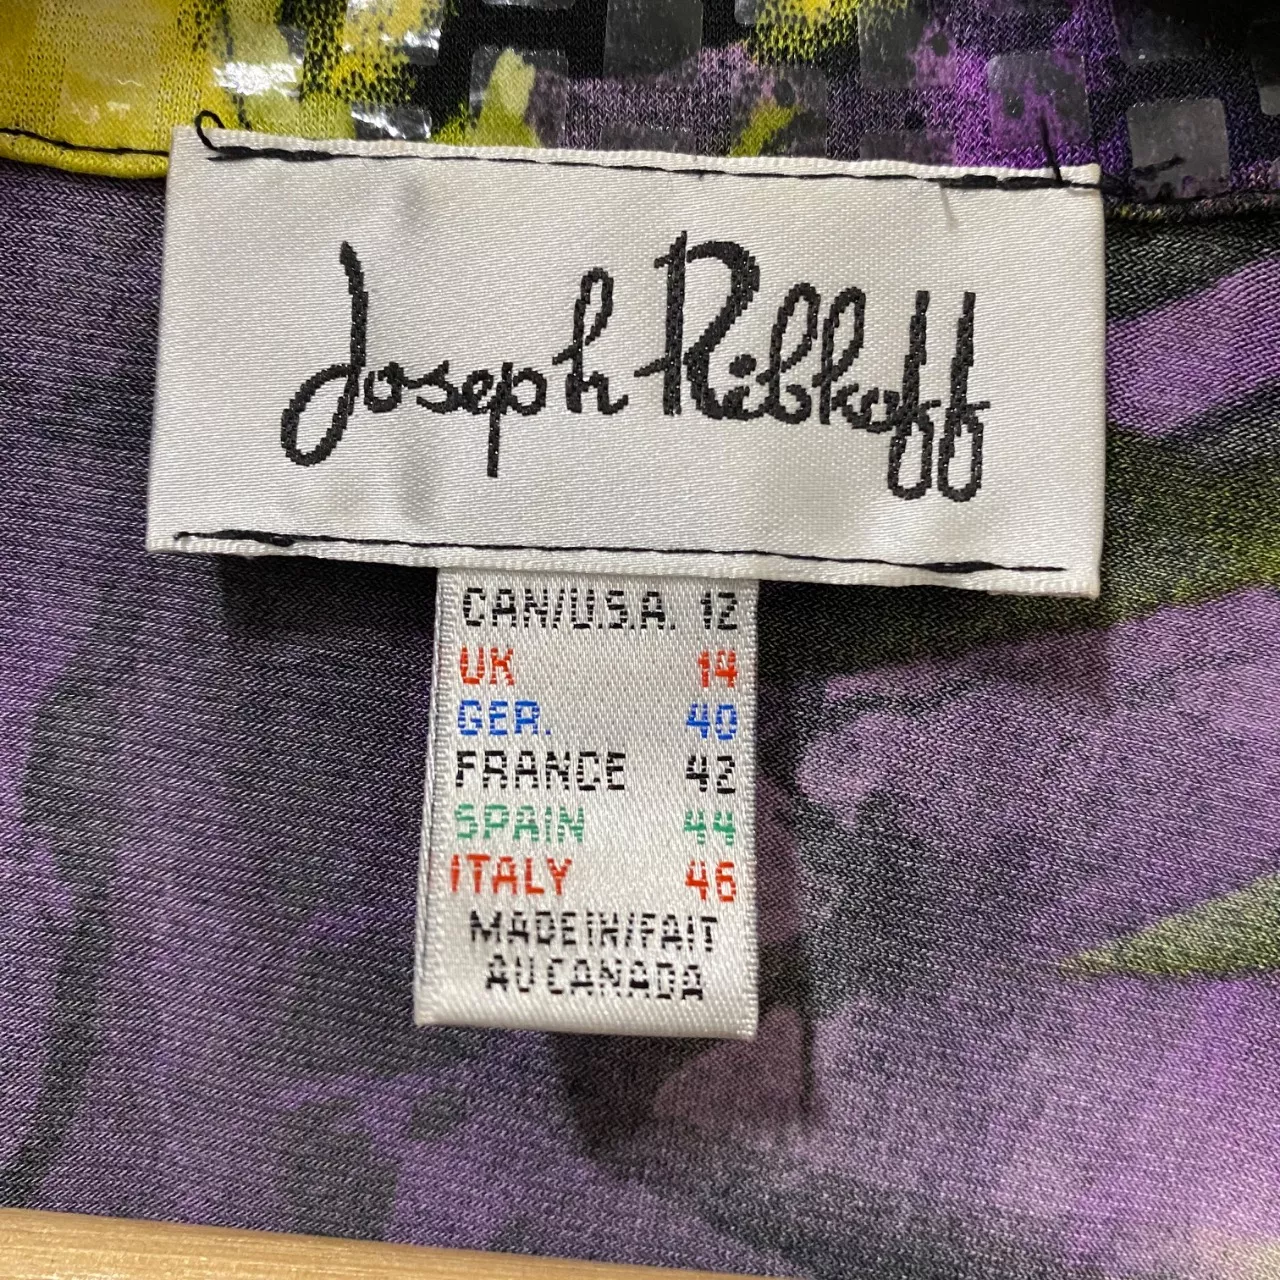 Joseph Ribkoff
CAN/U.S.A. 12
UK 14
GER. 40
FRANCE 42
SPAIN 44
ITALY 46
MADE IN/FAIT
AU CANADA